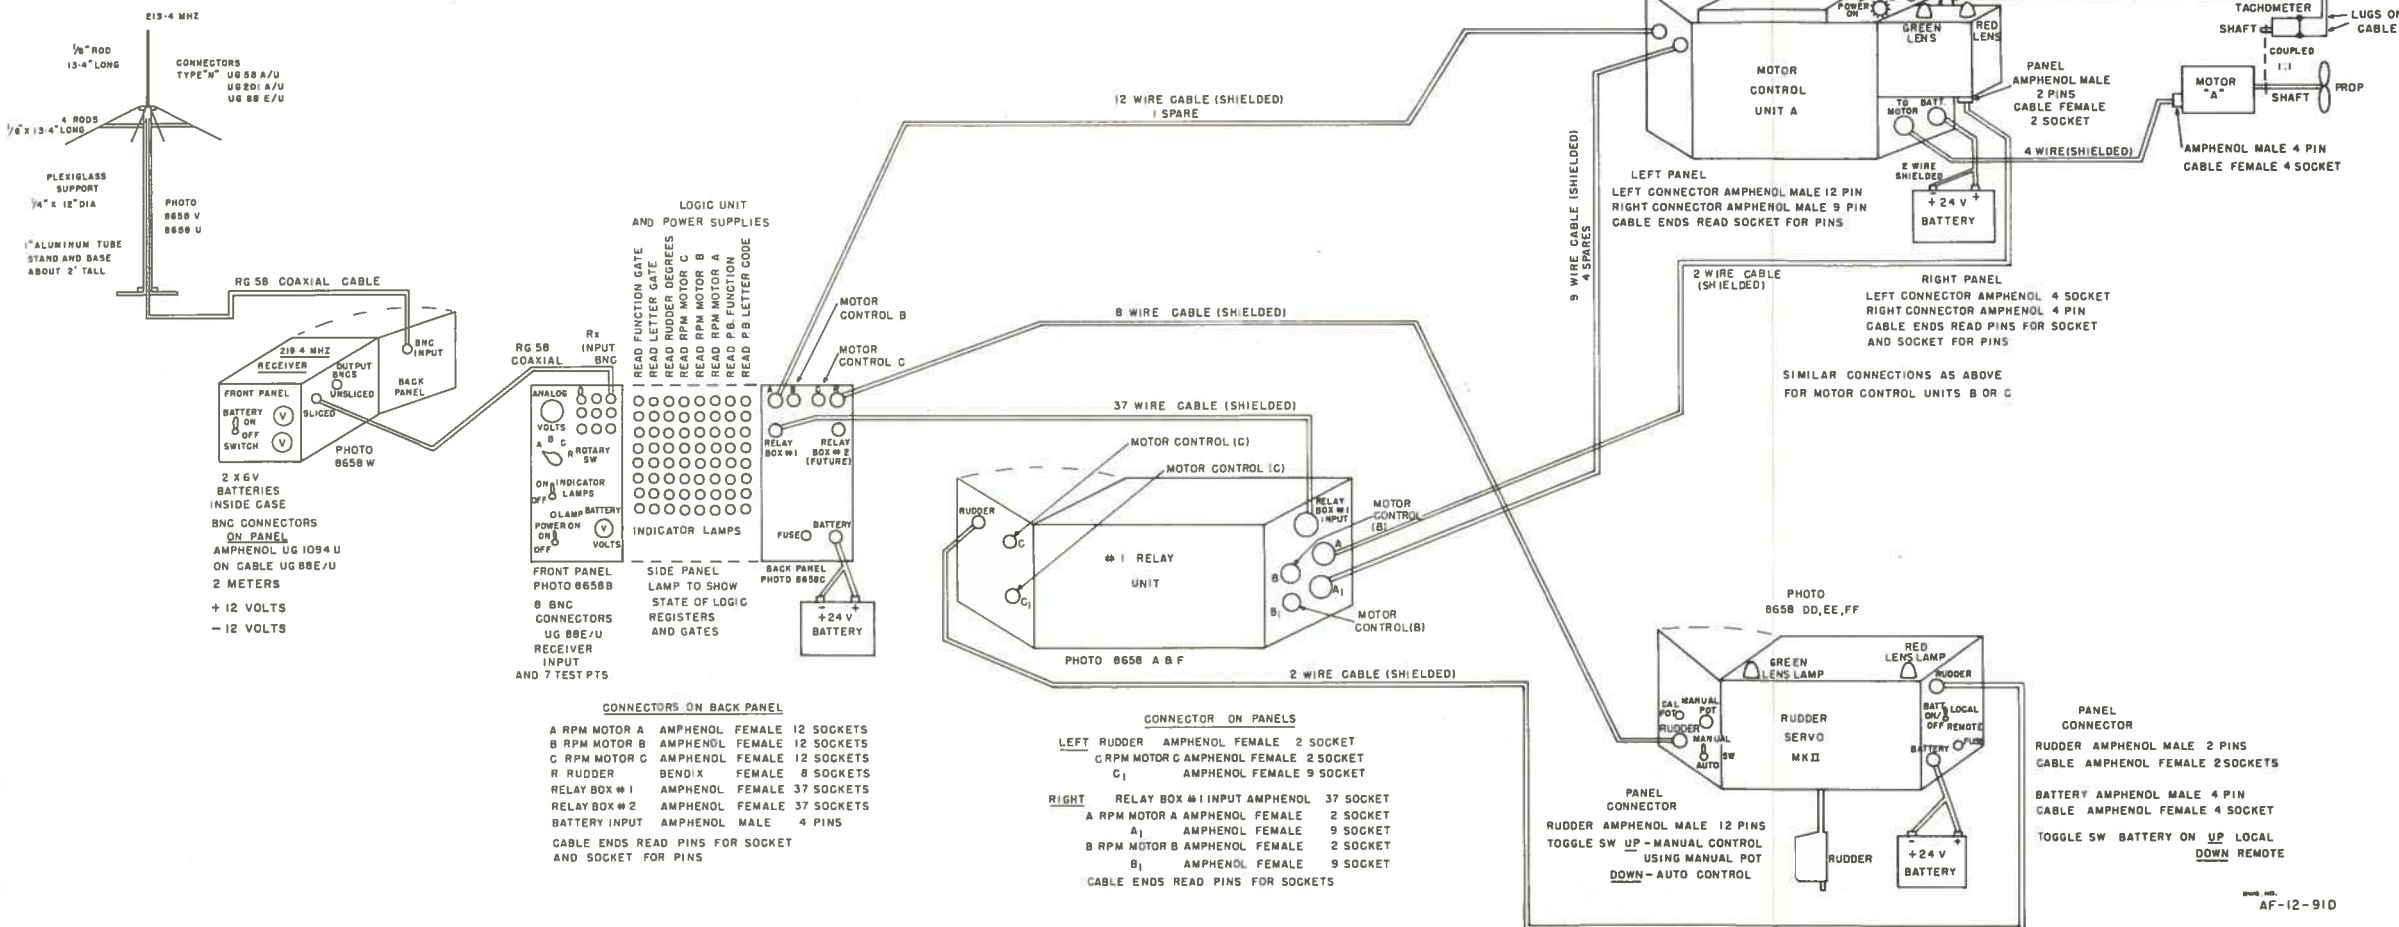 219.4 MHZ
1/8" ROD
13.4" LONG
CONNECTORS
TYPE "N" UG 58 A/U
UG 201 A/U
UG 88 E/U
4 RODS
1/8" X 13.4" LONG
PLEXIGLASS
SUPPORT
1/4" X 12" DIA
PHOTO
8658 V
8658 U
1" ALUMINUM TUBE
STAND AND BASE
ABOUT 2' TALL
RG 58 COAXIAL CABLE
219.4 MHZ
RECEIVER
OUTPUT
BNCS
UNSLICED
SLICED
BNC
INPUT
BACK
PANEL
FRONT PANEL
BATTERY
ON
OFF
SWITCH
V
V
PHOTO
8658 W
2 X 6 V
BATTERIES
INSIDE CASE
BNC CONNECTORS
ON PANEL
AMPHENOL UG 1094 U
ON CABLE UG 88E/U
2 METERS
+ 12 VOLTS
- 12 VOLTS
RG 58
COAXIAL
Rx
INPUT
BNC
LOGIC UNIT
AND POWER SUPPLIES
READ FUNCTION GATE
READ LETTER GATE
READ RUDDER DEGREES
READ RPM MOTOR C
READ RPM MOTOR B
READ RPM MOTOR A
READ P.B. FUNCTION
READ P.B. LETTER CODE
ANALOG
VOLTS
A B C
R ROTARY
SW
ON INDICATOR
LAMPS
OFF
O LAMP BATTERY
POWER ON
ON
OFF
V
VOLTS
INDICATOR LAMPS
FRONT PANEL
PHOTO 8658B
8 BNC
CONNECTORS
UG 88E/U
RECEIVER
INPUT
AND 7 TEST PTS
SIDE PANEL
LAMP TO SHOW
STATE OF LOGIC
REGISTERS
AND GATES
MOTOR
CONTROL B
MOTOR
CONTROL C
A B C R
RELAY
BOX #1
RELAY
BOX #2
(FUTURE)
FUSE
BATTERY
BACK PANEL
PHOTO 8658C
- +
+24 V
BATTERY
12 WIRE CABLE (SHIELDED)
1 SPARE
8 WIRE CABLE (SHIELDED)
37 WIRE CABLE (SHIELDED)
MOTOR CONTROL (C)
MOTOR CONTROL (C)
RUDDER
C
C1
# 1 RELAY
UNIT
RELAY
BOX #1
INPUT
MOTOR
CONTROL
(B)
A
B
A1
B1
MOTOR
CONTROL(B)
PHOTO 8658 A & F
2 WIRE CABLE (SHIELDED)
CONNECTORS ON BACK PANEL
A RPM MOTOR A AMPHENOL FEMALE 12 SOCKETS
B RPM MOTOR B AMPHENOL FEMALE 12 SOCKETS
C RPM MOTOR C AMPHENOL FEMALE 12 SOCKETS
R RUDDER BENDIX FEMALE 8 SOCKETS
RELAY BOX #1 AMPHENOL FEMALE 37 SOCKETS
RELAY BOX #2 AMPHENOL FEMALE 37 SOCKETS
BATTERY INPUT AMPHENOL MALE 4 PINS
CABLE ENDS READ PINS FOR SOCKET
AND SOCKET FOR PINS
CONNECTOR ON PANELS
LEFT RUDDER AMPHENOL FEMALE 2 SOCKET
C RPM MOTOR C AMPHENOL FEMALE 2 SOCKET
C1 AMPHENOL FEMALE 9 SOCKET
RIGHT RELAY BOX #1 INPUT AMPHENOL 37 SOCKET
A RPM MOTOR A AMPHENOL FEMALE 2 SOCKET
A1 AMPHENOL FEMALE 9 SOCKET
B RPM MOTOR B AMPHENOL FEMALE 2 SOCKET
B1 AMPHENOL FEMALE 9 SOCKET
CABLE ENDS READ PINS FOR SOCKETS
POWER
ON
GREEN
LENS
RED
LENS
MOTOR
CONTROL
UNIT A
TO
MOTOR
BATT.
PANEL
AMPHENOL MALE
2 PINS
CABLE FEMALE
2 SOCKET
TACHOMETER
SHAFT
LUGS
CABLE
COUPLED
1:1
MOTOR
"A"
SHAFT
PROP
4 WIRE(SHIELDED)
AMPHENOL MALE 4 PIN
CABLE FEMALE 4 SOCKET
2 WIRE
SHIELDED
- +
+ 24 V
BATTERY
LEFT PANEL
LEFT CONNECTOR AMPHENOL MALE 12 PIN
RIGHT CONNECTOR AMPHENOL MALE 9 PIN
CABLE ENDS READ SOCKET FOR PINS
9 WIRE CABLE (SHIELDED)
4 SPARES
2 WIRE CABLE
(SHIELDED)
RIGHT PANEL
LEFT CONNECTOR AMPHENOL 4 SOCKET
RIGHT CONNECTOR AMPHENOL 4 PIN
CABLE ENDS READ PINS FOR SOCKET
AND SOCKET FOR PINS
SIMILAR CONNECTIONS AS ABOVE
FOR MOTOR CONTROL UNITS B OR C
PHOTO
8658 DD,EE,FF
GREEN
LENS LAMP
RED
LENS LAMP
RUDDER
CAL
POT
MANUAL
POT
RUDDER
MANUAL
SW
AUTO
RUDDER
SERVO
MK II
BATT
ON/
OFF
LOCAL
REMOTE
FUSE
BATTERY
RUDDER
- +
+24 V
BATTERY
PANEL
CONNECTOR
RUDDER AMPHENOL MALE 12 PINS
TOGGLE SW UP - MANUAL CONTROL
USING MANUAL POT
DOWN - AUTO CONTROL
PANEL
CONNECTOR
RUDDER AMPHENOL MALE 2 PINS
CABLE AMPHENOL FEMALE 2 SOCKETS
BATTERY AMPHENOL MALE 4 PIN
CABLE AMPHENOL FEMALE 4 SOCKET
TOGGLE SW BATTERY ON UP LOCAL
DOWN REMOTE
DWG. NO.
AF-12-91D